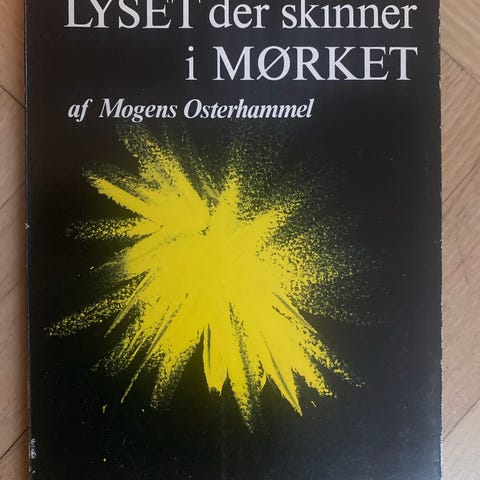 LYSET der skinner
i MØRKET
af Mogens Osterhammel